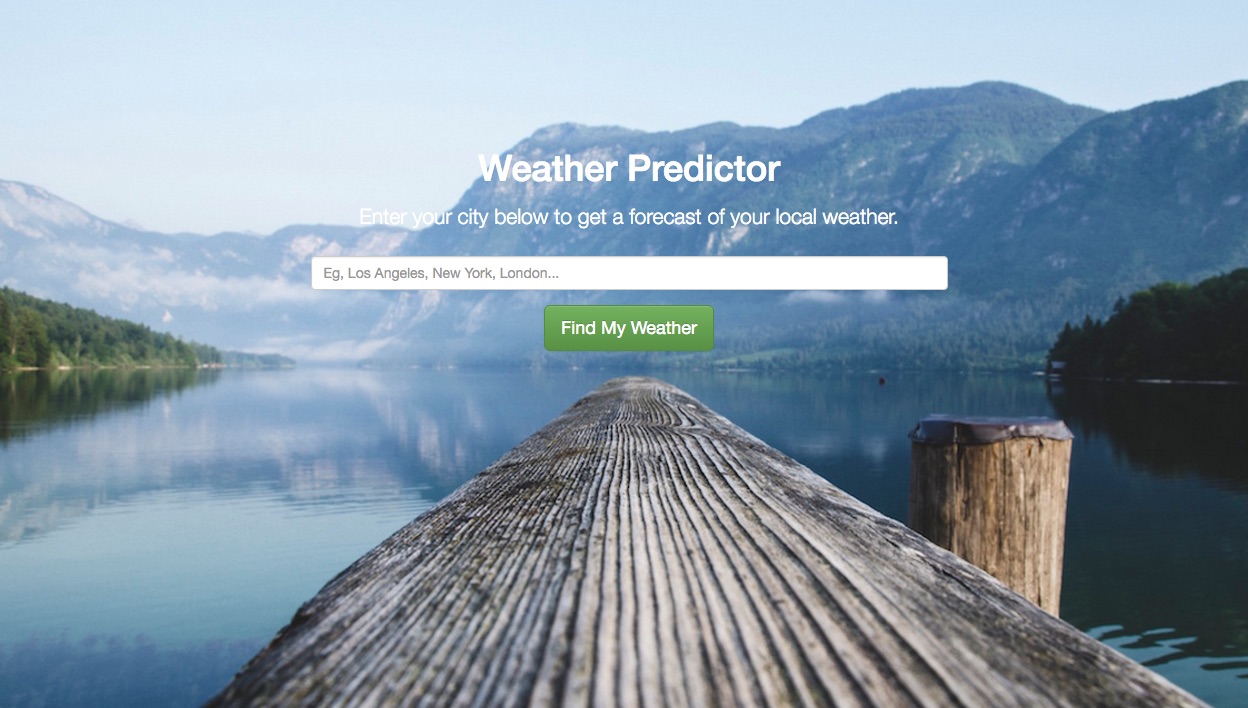 Weather Predictor
Enter your city below to get a forecast of your local weather.
Eg, Los Angeles, New York, London...
Find My Weather